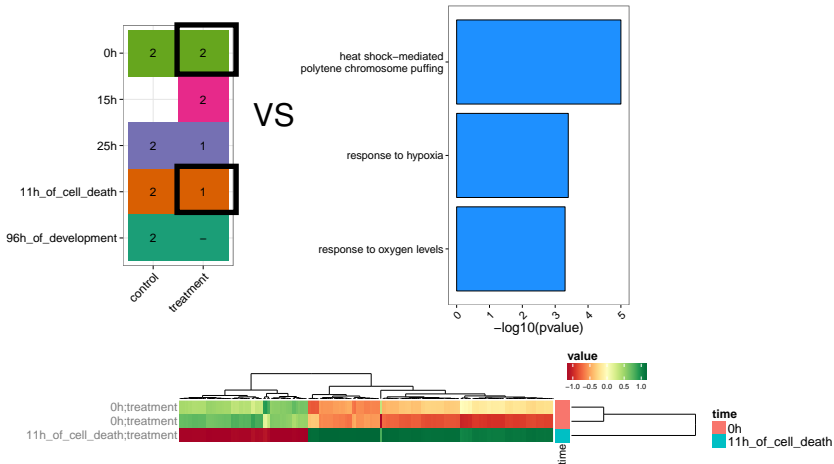 0h
2
2
15h
2
25h
2
1
11h_of_cell_death
2
1
96h_of_development
2
–
control
treatment
VS
heat shock−mediated
polytene chromosome puffing
response to hypoxia
response to oxygen levels
0
1
2
3
4
5
−log10(pvalue)
value
-1.0
-0.5
0.0
0.5
1.0
0h;treatment
0h;treatment
11h_of_cell_death;treatment
time
time
0h
11h_of_cell_death